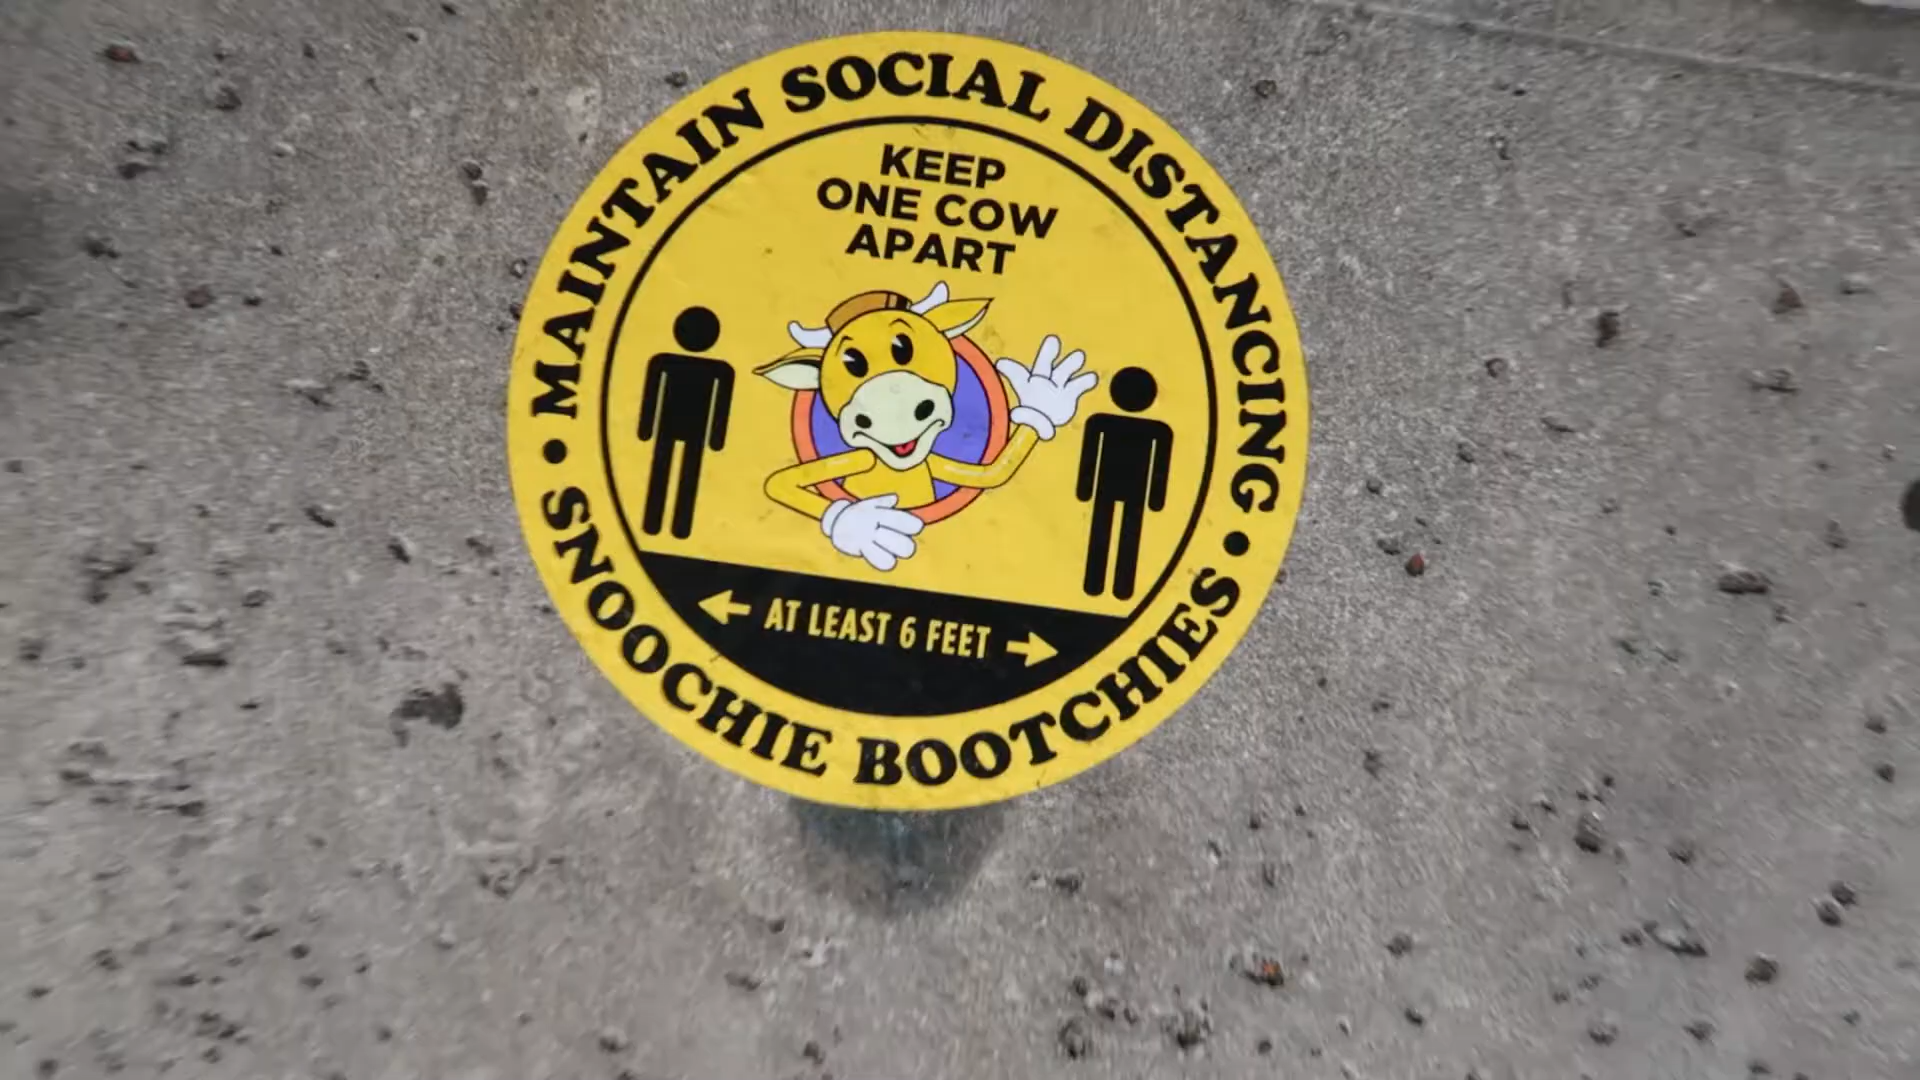 MAINTAIN SOCIAL DISTANCING
KEEP
ONE COW
APART
AT LEAST 6 FEET
SNOOCHIE BOOTCHIES